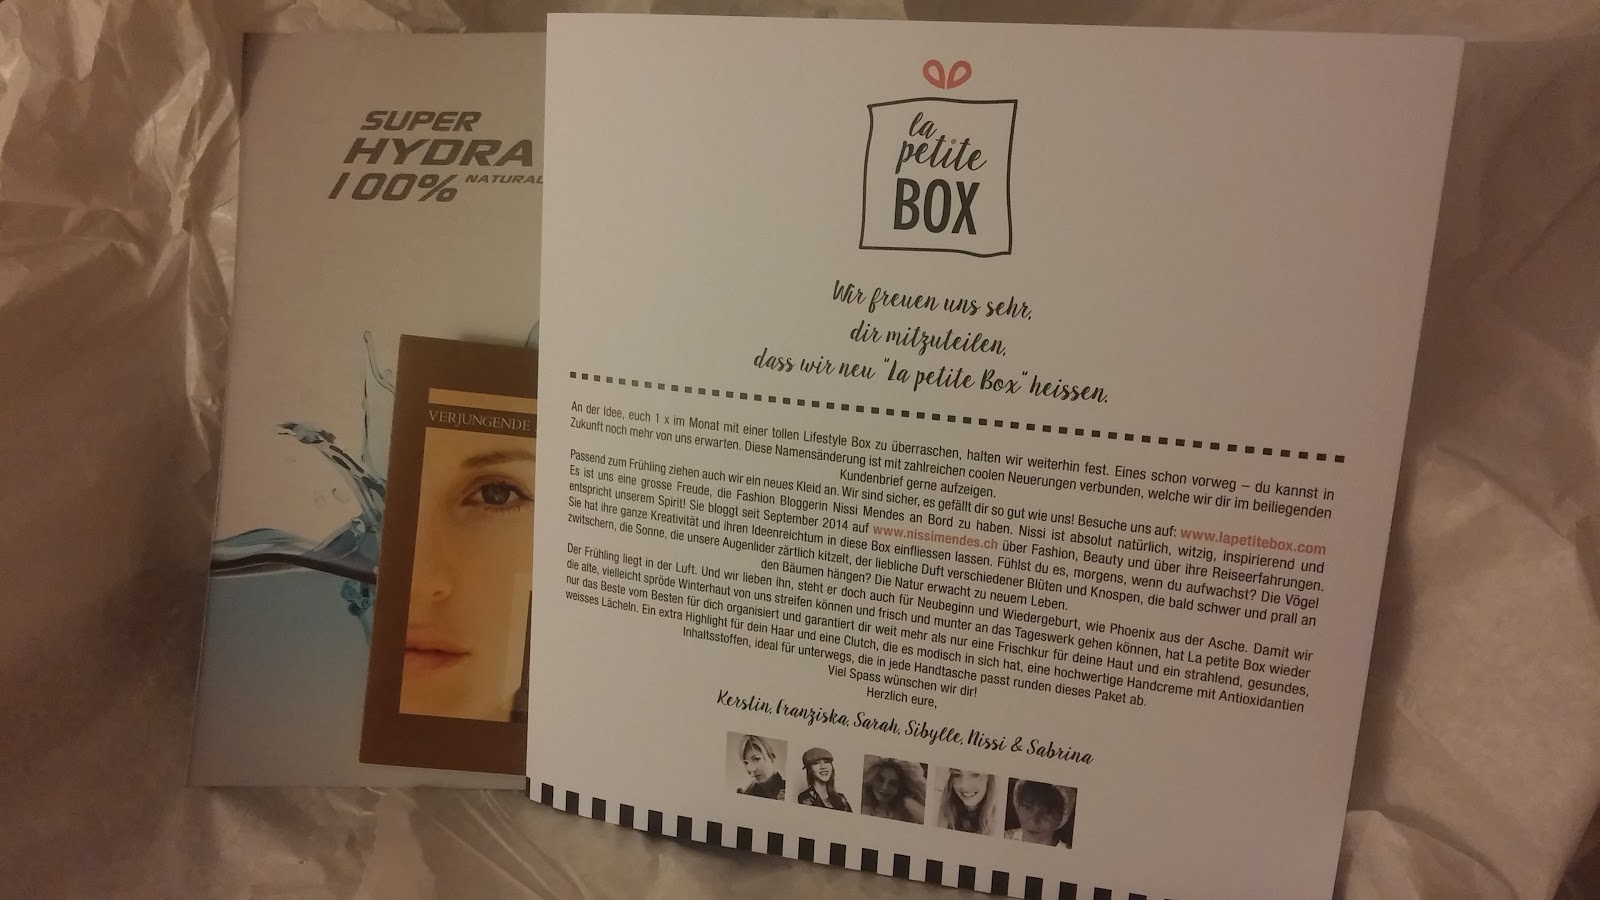 SUPER
HYDRA
100% NATURAL
VERJUNGENDE
la
petite
BOX
Wir freuen uns sehr,
dir mitzuteilen,
dass wir neu "La petite Box" heissen.
An der Idee, euch 1 x im Monat mit einer tollen Lifestyle Box zu überraschen, halten wir weiterhin fest. Eines schon vorweg – du kannst in
Zukunft noch mehr von uns erwarten. Diese Namensänderung ist mit zahlreichen coolen Neuerungen verbunden, welche wir dir im beiliegenden
Kundenbrief gerne aufzeigen.
Passend zum Frühling ziehen auch wir ein neues Kleid an. Wir sind sicher, es gefällt dir so gut wie uns! Besuche uns auf: www.lapetitebox.com
Es ist uns eine grosse Freude, die Fashion Bloggerin Nissi Mendes an Bord zu haben. Nissi ist absolut natürlich, witzig, inspirierend und
entspricht unserem Spirit! Sie bloggt seit September 2014 auf www.nissimendes.ch über Fashion, Beauty und über ihre Reiseerfahrungen.
Sie hat ihre ganze Kreativität und ihren Ideenreichtum in diese Box einfliessen lassen. Fühlst du es, morgens, wenn du aufwachst? Die Vögel
zwitschern, die Sonne, die unsere Augenlider zärtlich kitzelt, der liebliche Duft verschiedener Blüten und Knospen, die bald schwer und prall an
den Bäumen hängen? Die Natur erwacht zu neuem Leben.
Der Frühling liegt in der Luft. Und wir lieben ihn, steht er doch auch für Neubeginn und Wiedergeburt, wie Phoenix aus der Asche. Damit wir
die alte, vielleicht spröde Winterhaut von uns streifen können und frisch und munter an das Tageswerk gehen können, hat La petite Box wieder
nur das Beste vom Besten für dich organisiert und garantiert dir weit mehr als nur eine Frischkur für deine Haut und ein strahlend, gesundes,
weisses Lächeln. Ein extra Highlight für dein Haar und eine Clutch, die es modisch in sich hat, eine hochwertige Handcreme mit Antioxidantien
Inhaltsstoffen, ideal für unterwegs, die in jede Handtasche passt runden dieses Paket ab.
Viel Spass wünschen wir dir!
Herzlich eure,
Kerstin, Franziska, Sarah, Sibylle, Nissi & Sabrina